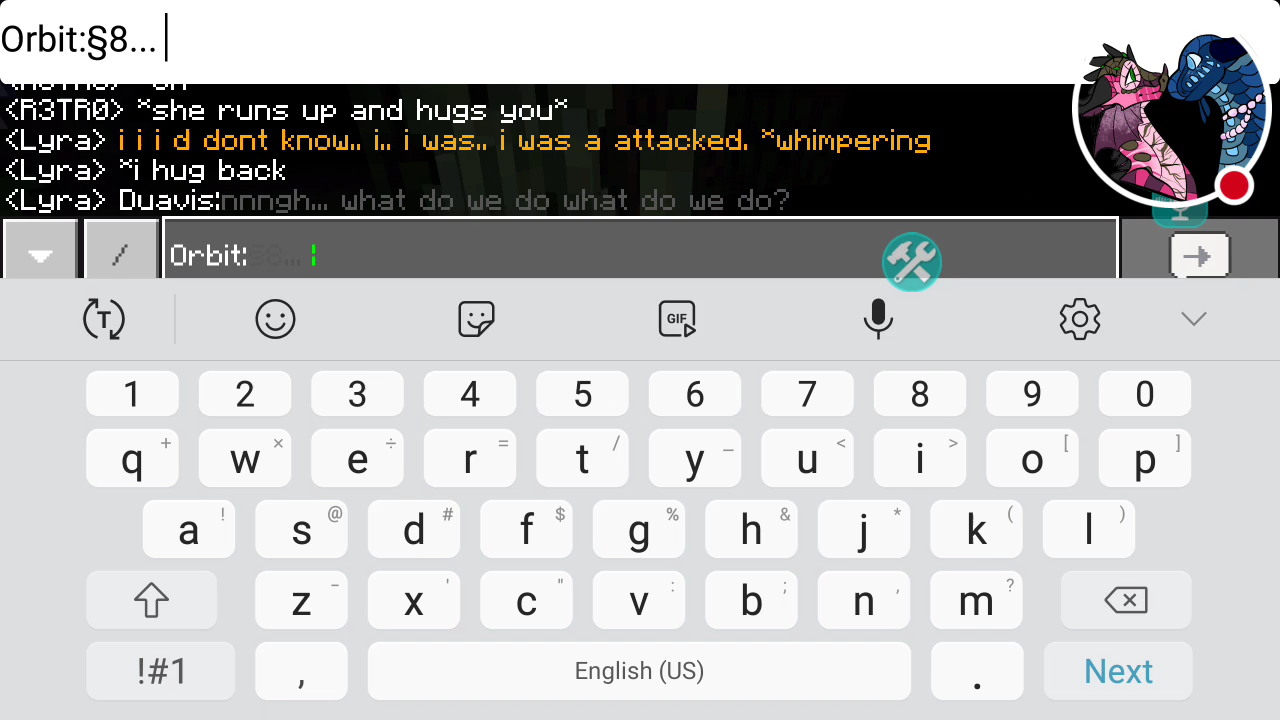 Orbit:§8...
<R3TR0> *she runs up and hugs you*
<Lyra> i i i d dont know.. i.. i was.. i was a attacked. *whimpering
<Lyra> *i hug back
<Lyra> Duavis:nnngh... what do we do what do we do?
/ Orbit:§8...
T GIF
1 2 3 4 5 6 7 8 9 0
q + w × e ÷ r = t / y _ u < i > o [ p ]
a ! s @ d # f $ g % h & j * k ( l )
z - x ' c " v : b ; n , m ?
!#1 , English (US) . Next